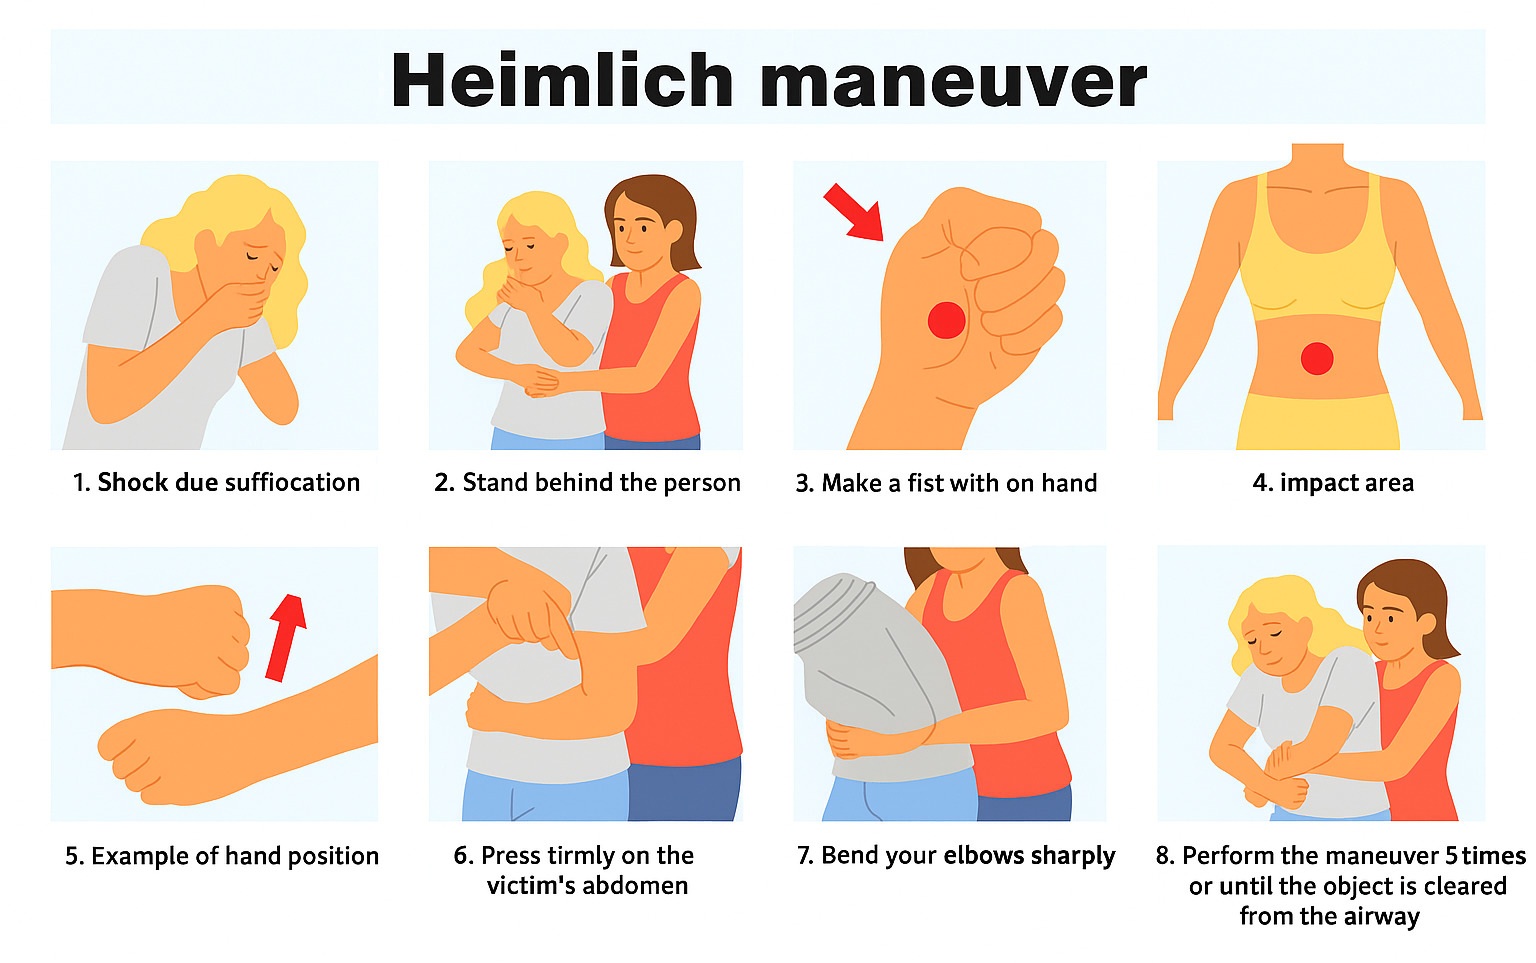 Heimlich maneuver
1. Shock due suffiocation
2. Stand behind the person
3. Make a fist with on hand
4. impact area
5. Example of hand position
6. Press tirmly on the
victim's abdomen
7. Bend your elbows sharply
8. Perform the maneuver 5 times
or until the object is cleared
from the airway